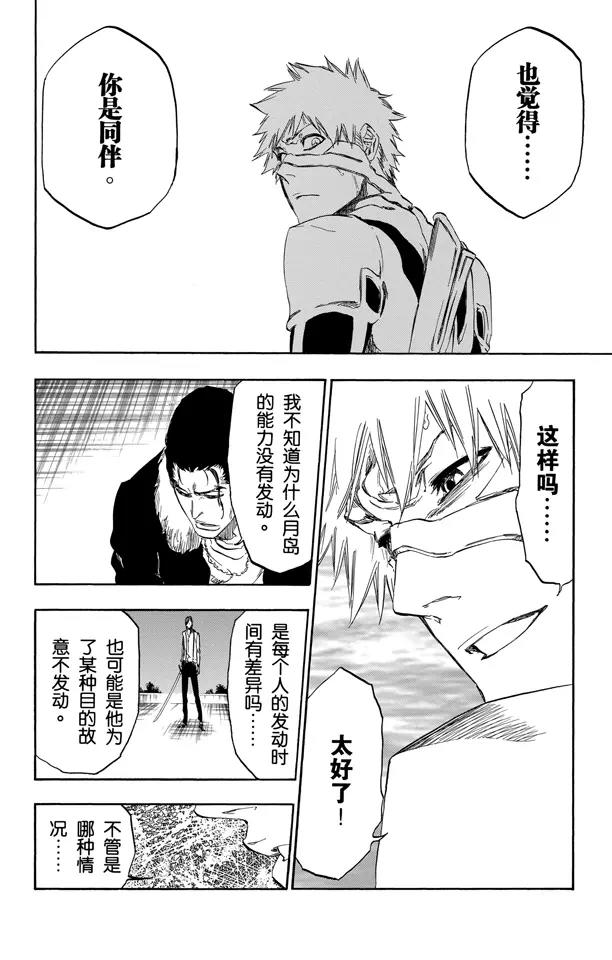 也觉得……
你是同伴。
这样吗……
太好了！
我不知道为什么月岛
的能力没有发动。
是每个人的发动时
间有差异吗……
也可能是他为
了某种目的故
意不发动。
不管是
哪种情
况……